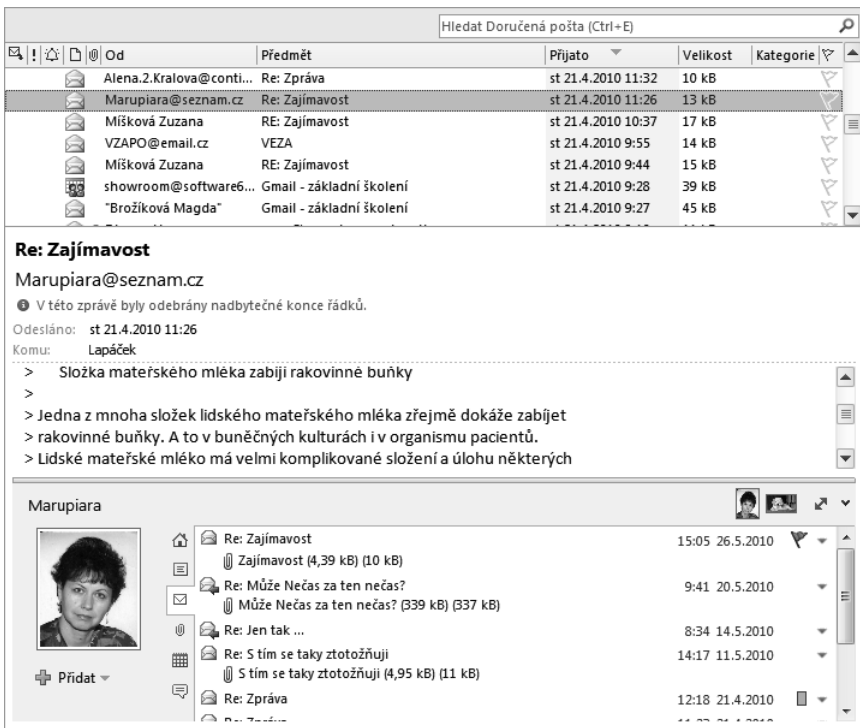 Hledat Doručená pošta (Ctrl+E)
! Od Předmět Přijato Velikost Kategorie
Alena.2.Kralova@conti... Re: Zpráva st 21.4.2010 11:32 10 kB
Marupiara@seznam.cz Re: Zajímavost st 21.4.2010 11:26 13 kB
Míšková Zuzana RE: Zajímavost st 21.4.2010 10:37 17 kB
VZAPO@email.cz VEZA st 21.4.2010 9:55 14 kB
Míšková Zuzana RE: Zajímavost st 21.4.2010 9:44 15 kB
showroom@software6... Gmail - základní školení st 21.4.2010 9:28 39 kB
"Brožíková Magda" Gmail - základní školení st 21.4.2010 9:27 45 kB
Re: Zajímavost
Marupiara@seznam.cz
V této zprávě byly odebrány nadbytečné konce řádků.
Odesláno: st 21.4.2010 11:26
Komu: Lapáček
> Složka mateřského mléka zabíjí rakovinné buňky
>
> Jedna z mnoha složek lidského mateřského mléka zřejmě dokáže zabíjet
> rakovinné buňky. A to v buněčných kulturách i v organismu pacientů.
> Lidské mateřské mléko má velmi komplikované složení a úlohu některých
Marupiara
Re: Zajímavost 15:05 26.5.2010
Zajímavost (4,39 kB) (10 kB)
Re: Může Nečas za ten nečas? 9:41 20.5.2010
Může Nečas za ten nečas? (339 kB) (337 kB)
Re: Jen tak ... 8:34 14.5.2010
Re: S tím se taky ztotožňuji 14:17 11.5.2010
S tím se taky ztotožňuji (4,95 kB) (11 kB)
Přidat
Re: Zpráva 12:18 21.4.2010